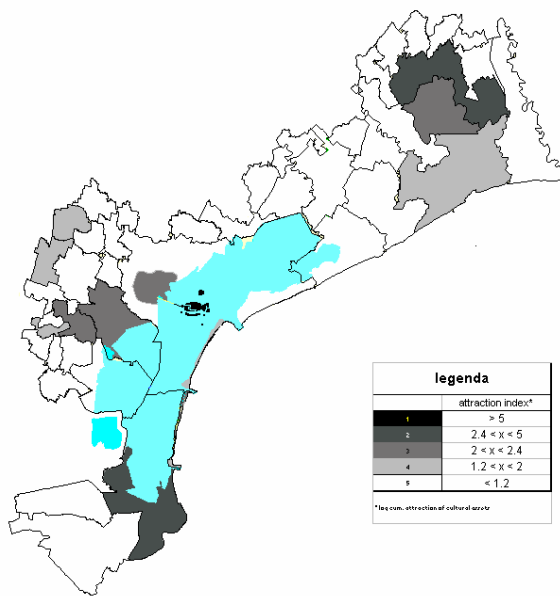 legenda
attraction index*
1 > 5
2 2.4 < x < 5
3 2 < x < 2.4
4 1.2 < x < 2
5 < 1.2
* log cum. attraction of cultural assets